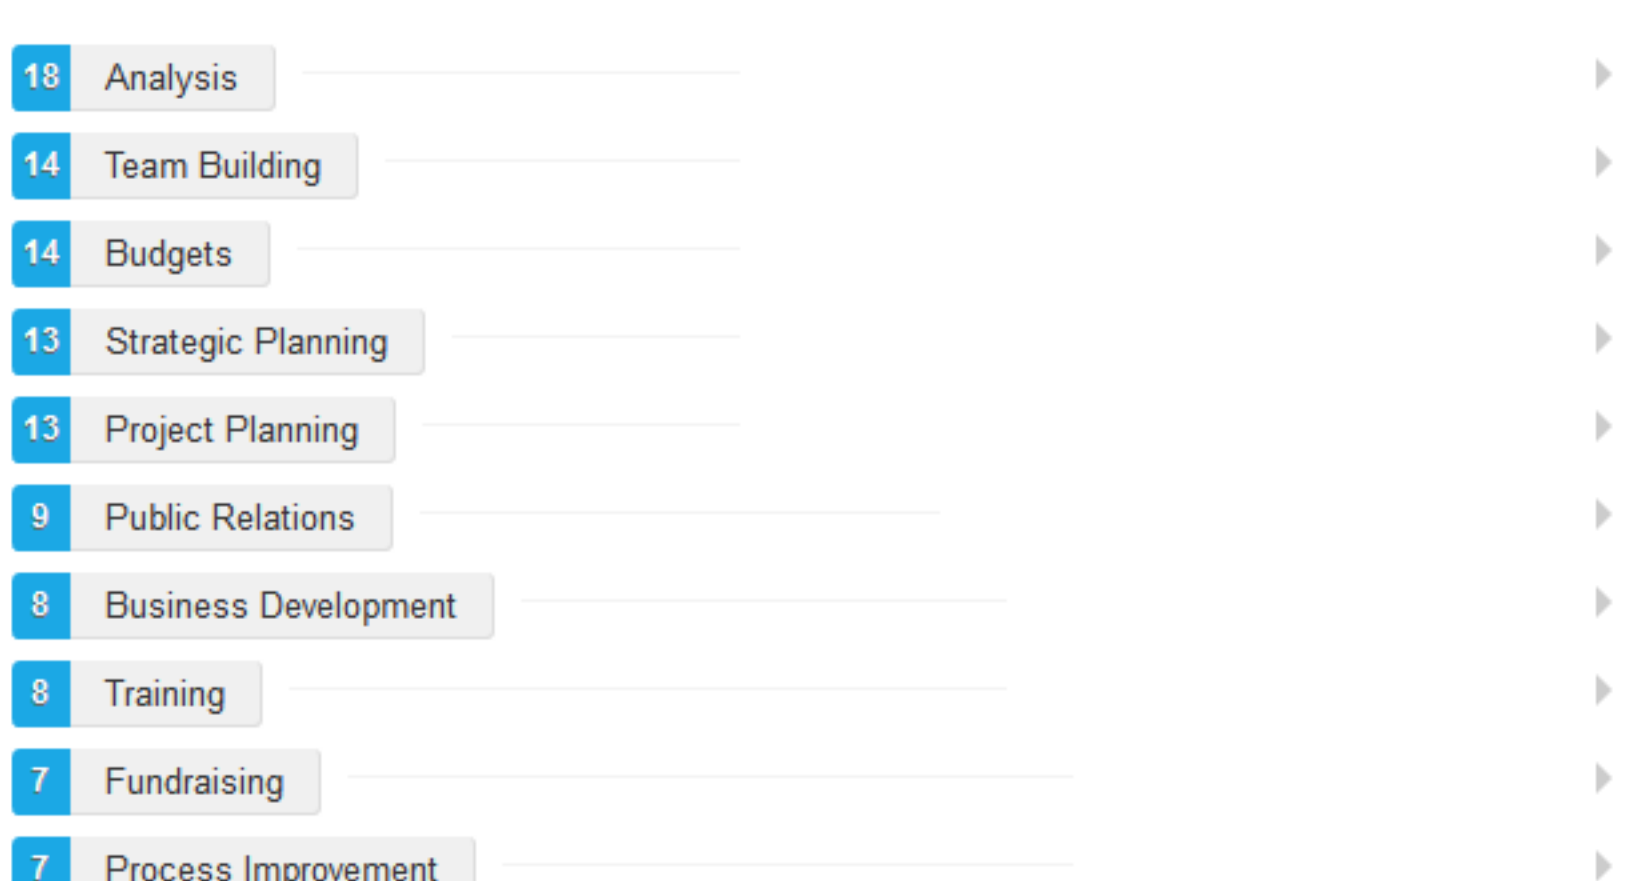 18 Analysis
14 Team Building
14 Budgets
13 Strategic Planning
13 Project Planning
9 Public Relations
8 Business Development
8 Training
7 Fundraising
7 Process Improvement